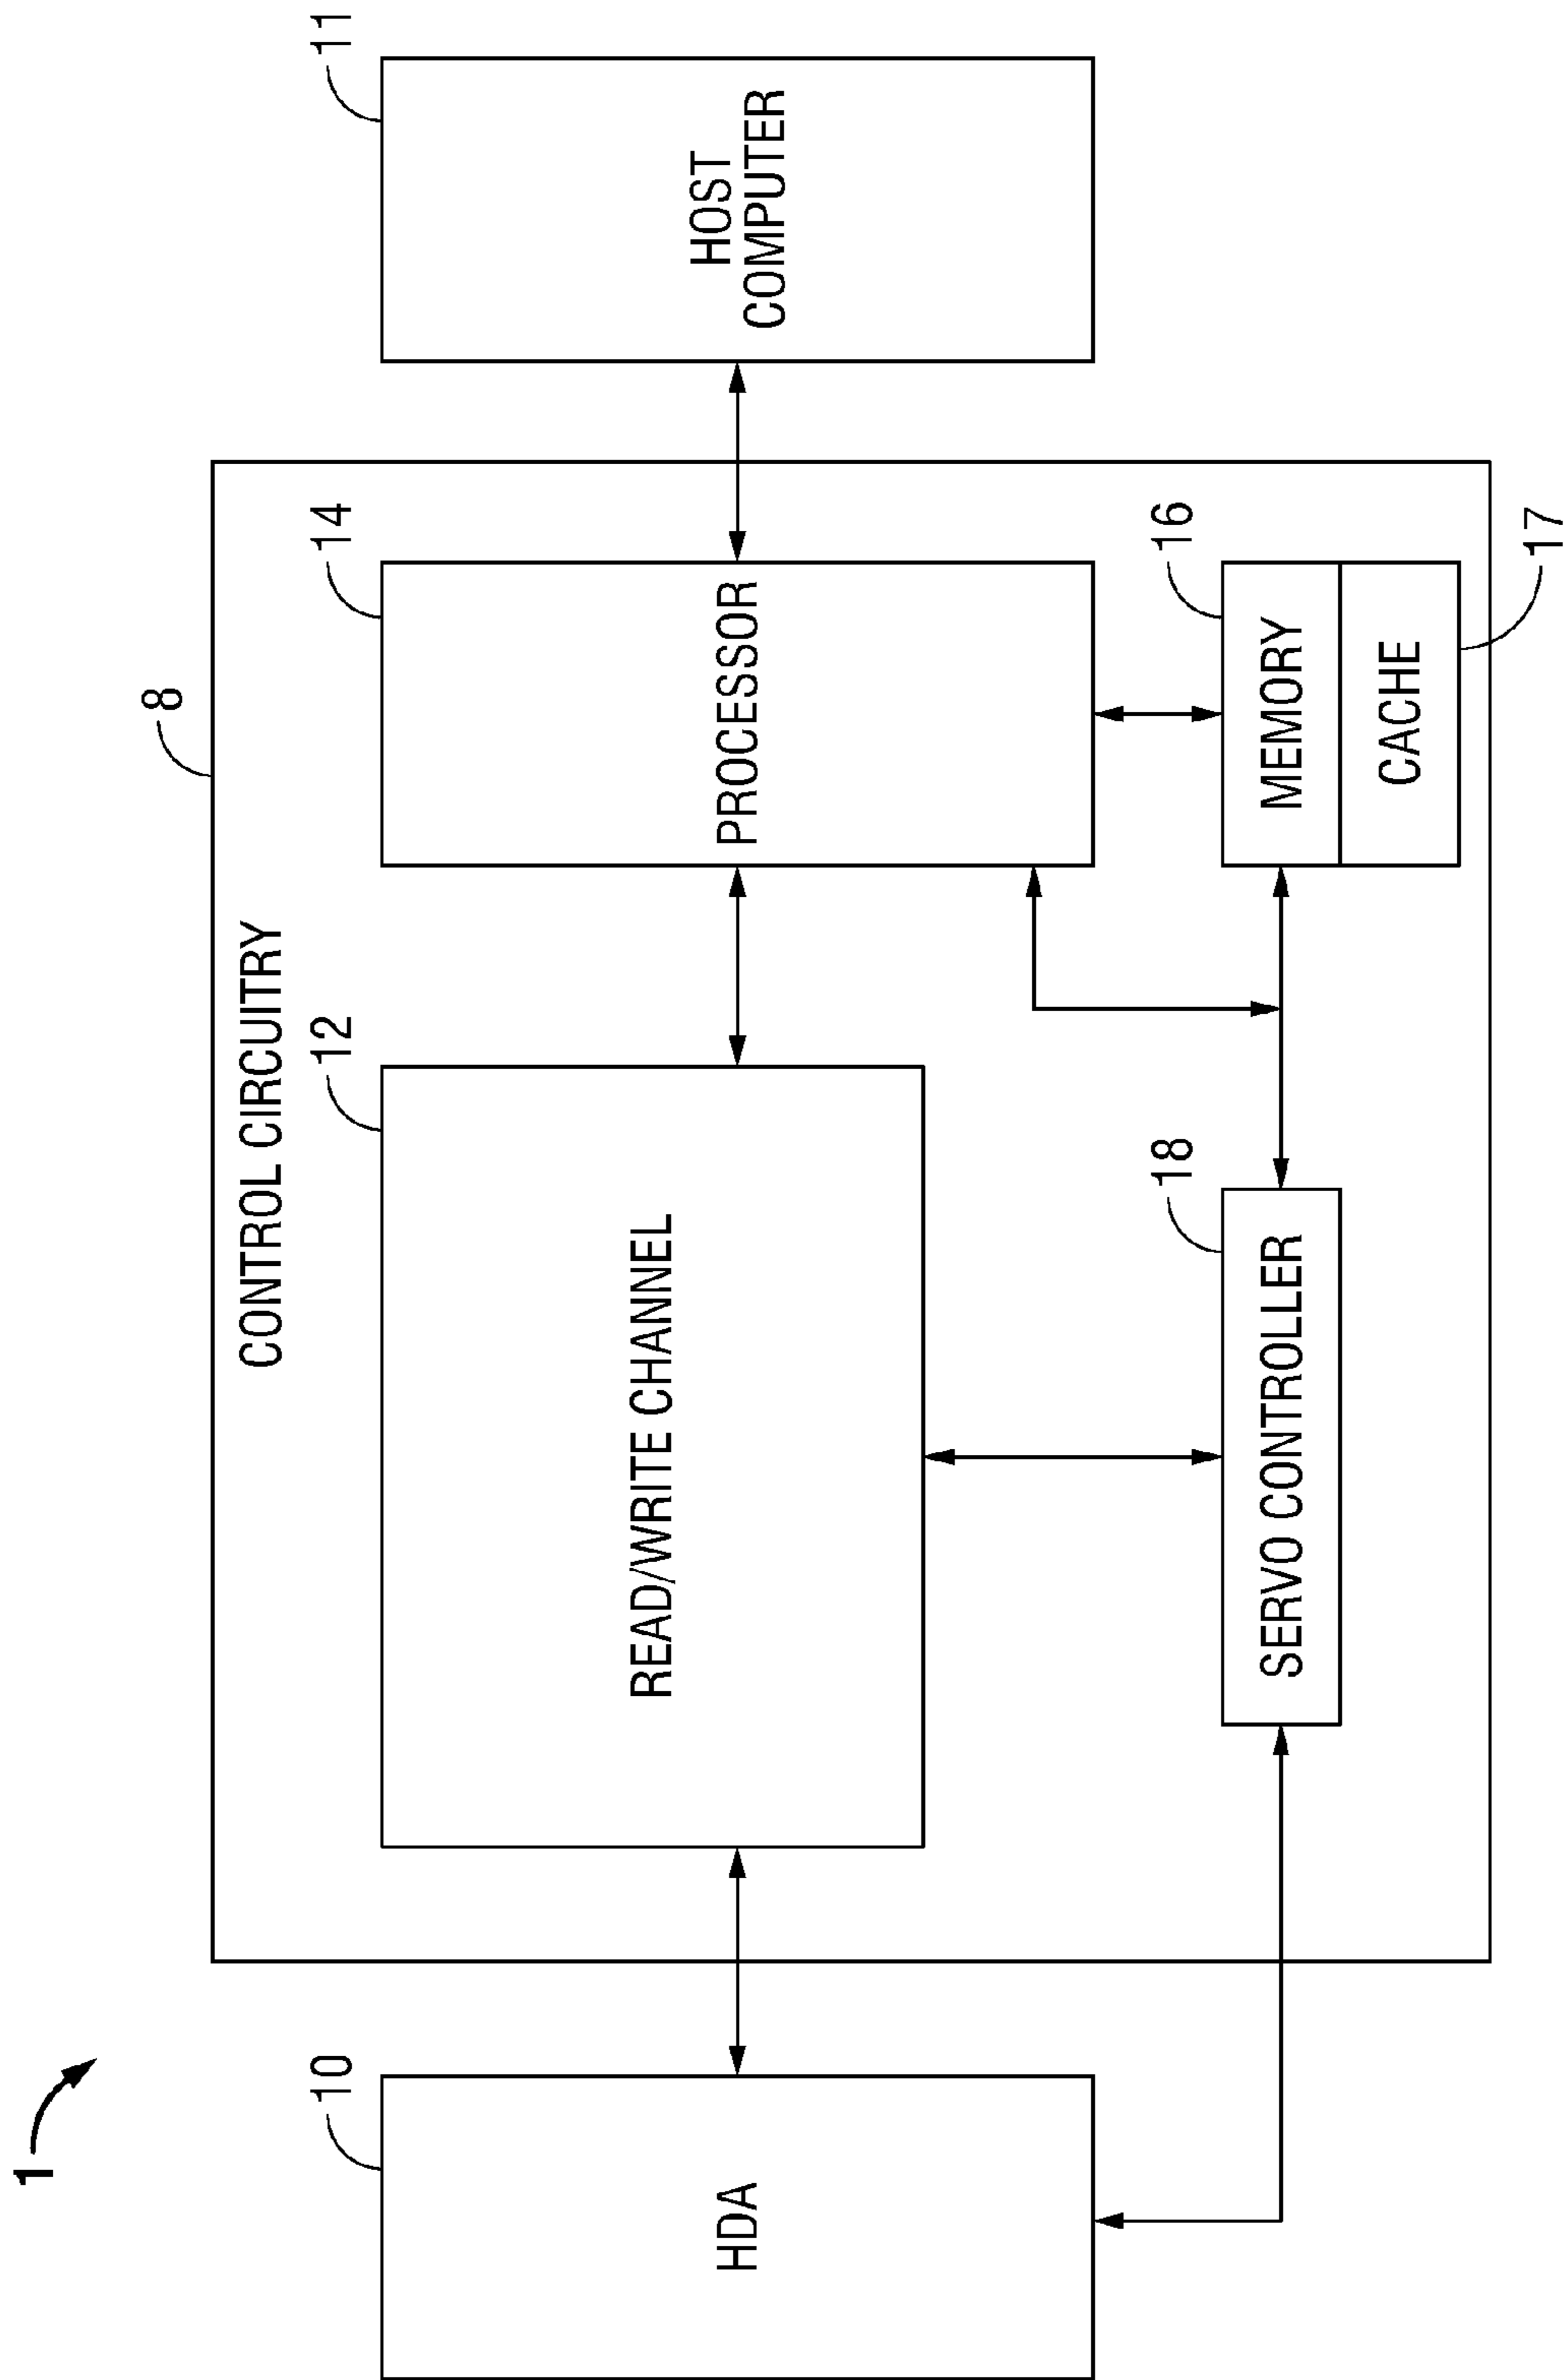 1
8
CONTROL CIRCUITRY
10
HDA
12
READ/WRITE CHANNEL
14
PROCESSOR
11
HOST
COMPUTER
18
SERVO CONTROLLER
16
MEMORY
CACHE
17